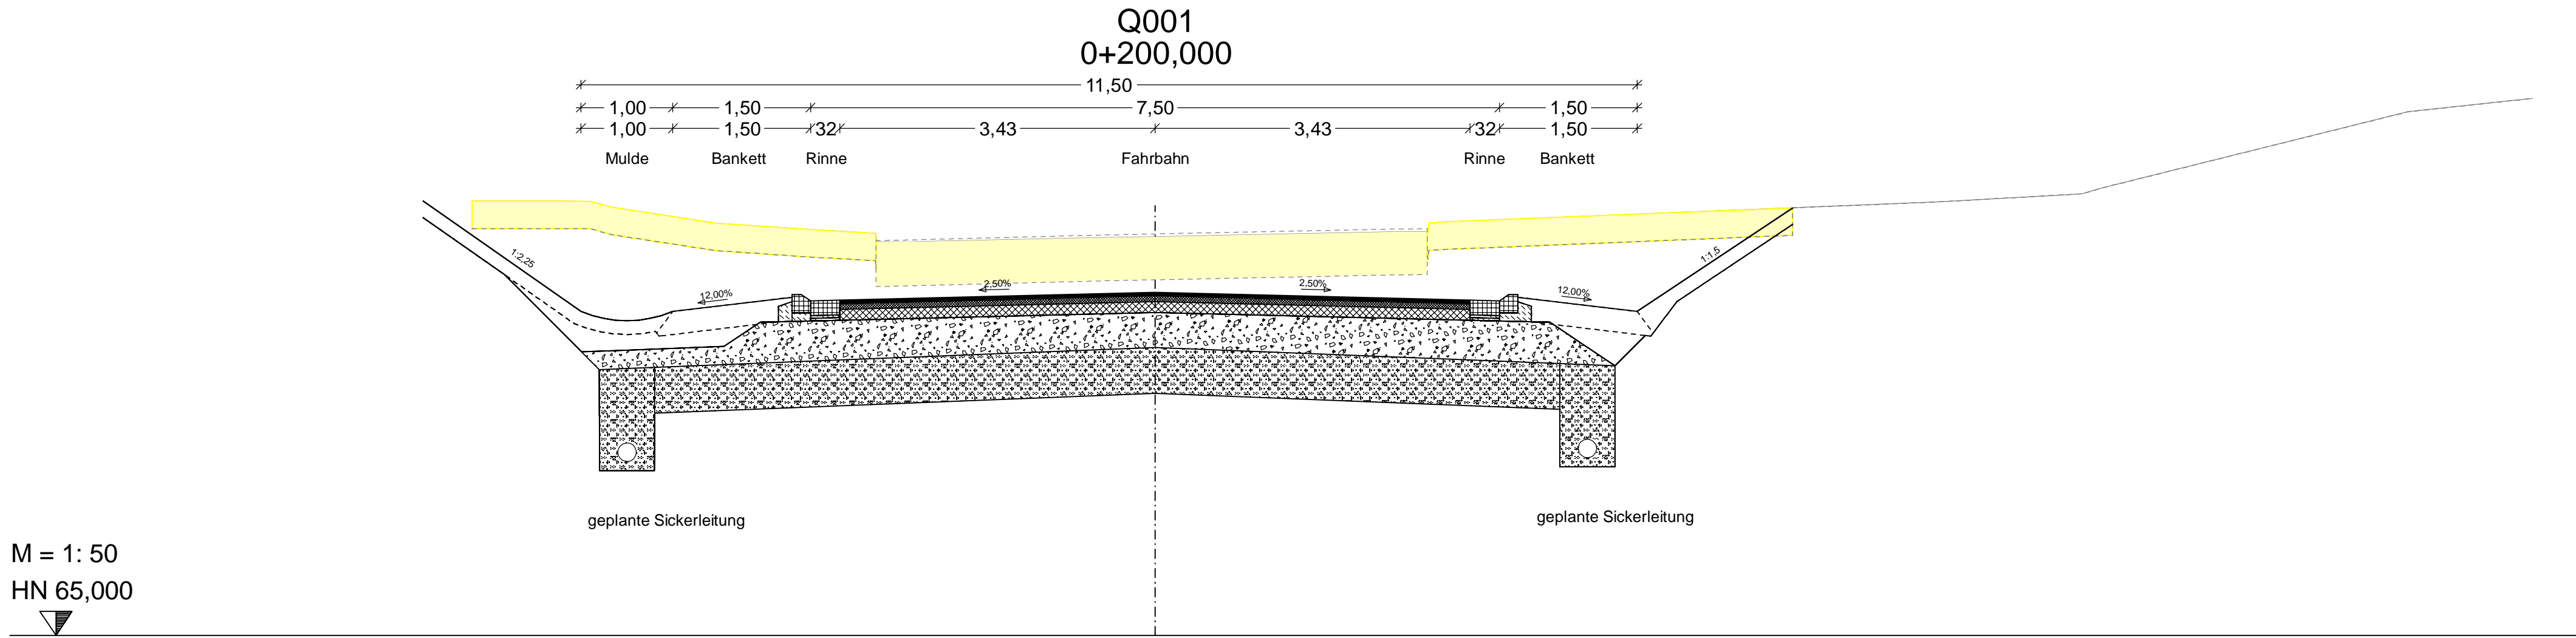 Q001
0+200,000
11,50
1,00 1,50 7,50 1,50
1,00 1,50 32 3,43 3,43 32 1,50
Mulde Bankett Rinne Fahrbahn Rinne Bankett
1:2,25
1:1,5
12,00% 2,50% 2,50% 12,00%
geplante Sickerleitung
geplante Sickerleitung
M = 1: 50
HN 65,000